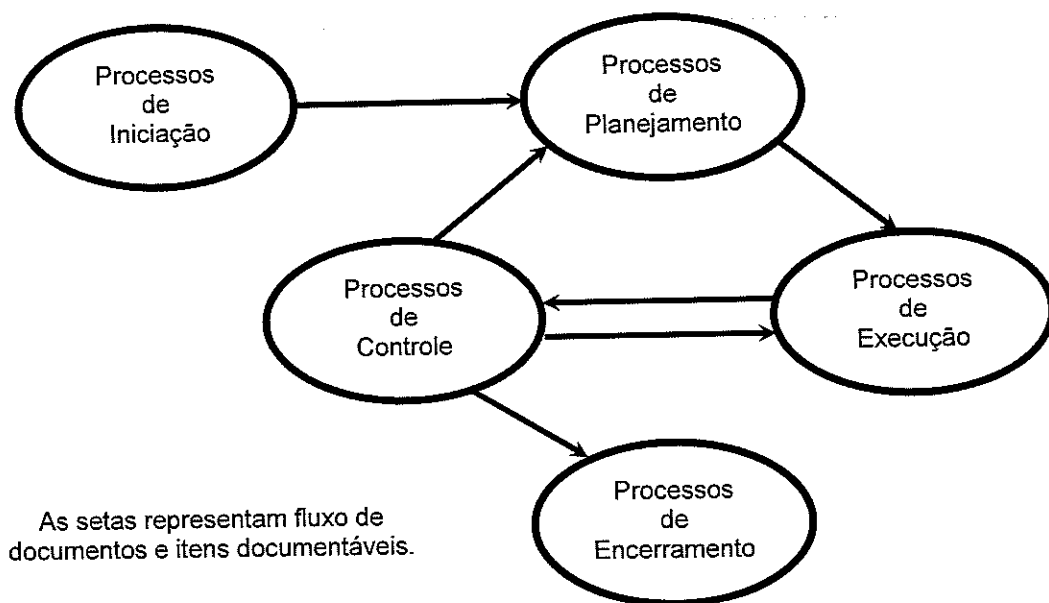 Processos
de
Iniciação
Processos
de
Planejamento
Processos
de
Controle
Processos
de
Execução
Processos
de
Encerramento
As setas representam fluxo de
documentos e itens documentáveis.